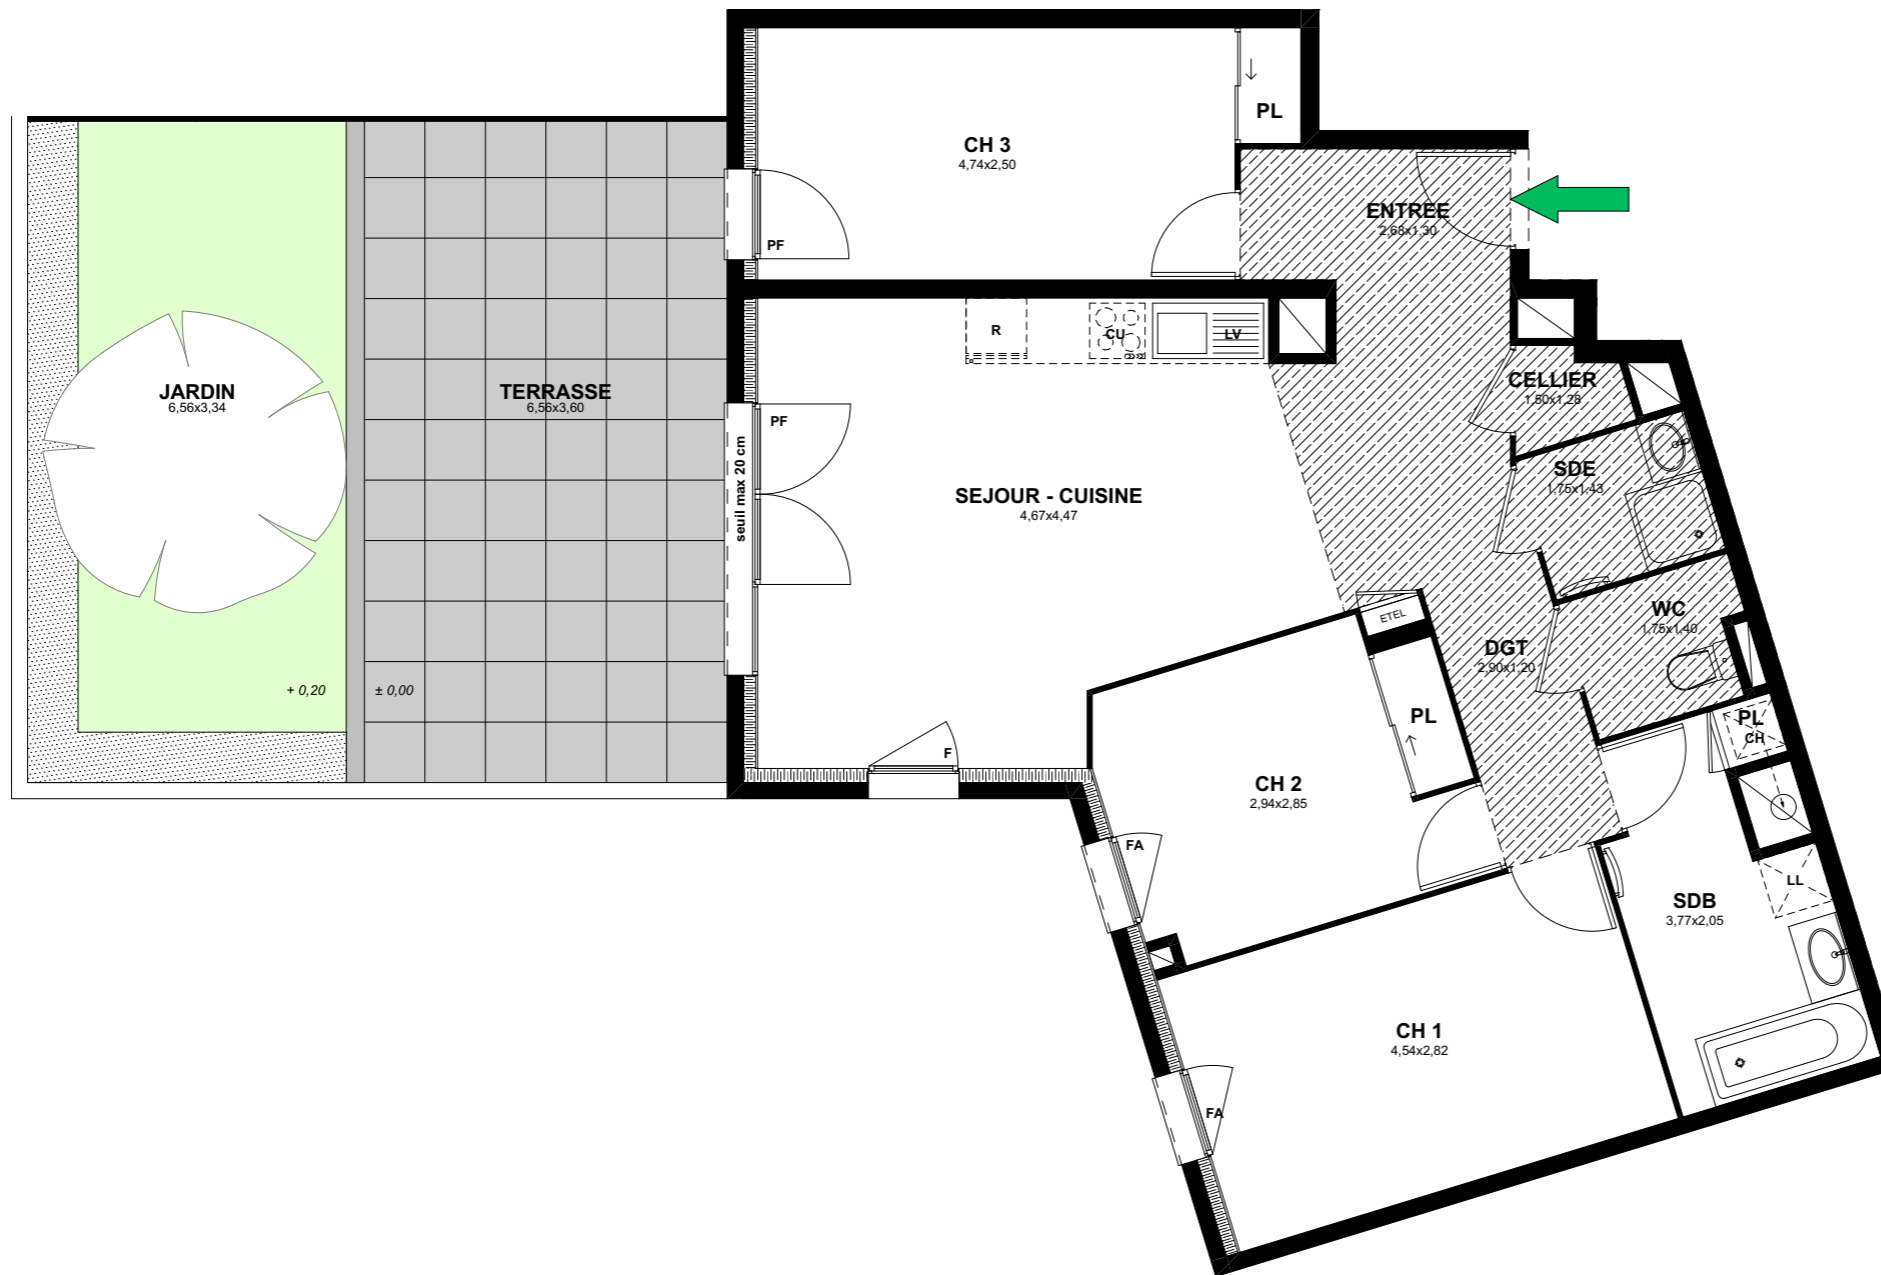 PL
CH 3
4,74x2,50
ENTREE
2,68x1,30
PF
R
CU
LV
CELLIER
1,50x1,28
JARDIN
6,56x3,34
TERRASSE
6,56x3,60
PF
seuil max 20 cm
SEJOUR - CUISINE
4,67x4,47
SDE
1,75x1,43
WC
1,75x1,40
ETEL
DGT
2,90x1,20
+ 0,20
± 0,00
PL
PL
CH
F
CH 2
2,94x2,85
FA
LL
SDB
3,77x2,05
CH 1
4,54x2,82
FA